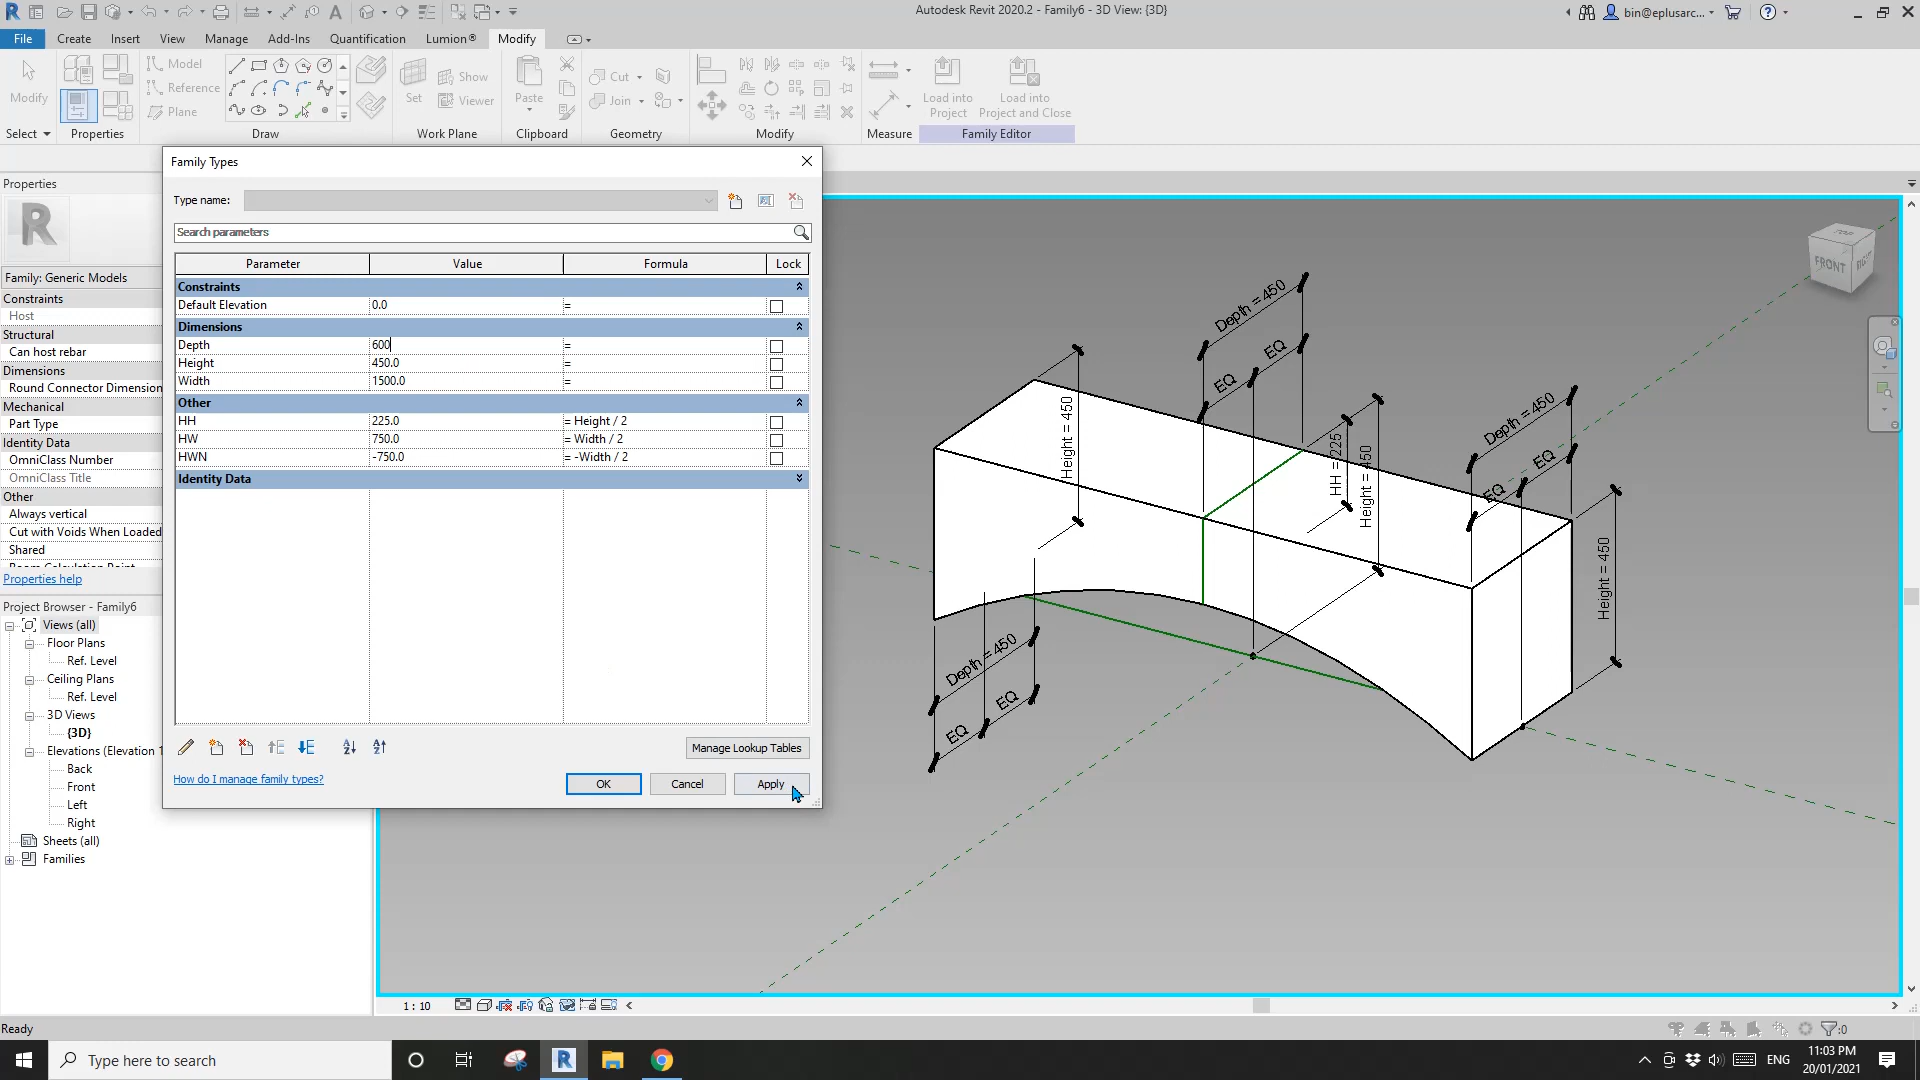 Autodesk Revit 2020.2 - Family6 - 3D View: {3D}
bin@eplusarc...
File Create Insert View Manage Add-Ins Quantification Lumion® Modify
Modify
Model
Reference
Plane
Set
Show
Viewer
Paste
Cut
Join
Load into
Project
Load into
Project and Close
Select Properties Draw Work Plane Clipboard Geometry Modify Measure Family Editor
Properties
Family: Generic Models
Constraints
Host
Structural
Can host rebar
Dimensions
Round Connector Dimension
Mechanical
Part Type
Identity Data
OmniClass Number
OmniClass Title
Other
Always vertical
Cut with Voids When Loaded
Shared
Properties help
Project Browser - Family6
Views (all)
Floor Plans
Ref. Level
Ceiling Plans
Ref. Level
3D Views
{3D}
Elevations (Elevation 1
Back
Front
Left
Right
Sheets (all)
Families
Family Types
Type name:
Search parameters
Parameter Value Formula Lock
Constraints
Default Elevation 0.0 =
Dimensions
Depth 600 =
Height 450.0 =
Width 1500.0 =
Other
HH 225.0 = Height / 2
HW 750.0 = Width / 2
HWN -750.0 = -Width / 2
Identity Data
Manage Lookup Tables
How do I manage family types?
OK Cancel Apply
Depth = 450
EQ
EQ
Height = 450
HH = 225
Height = 450
Depth = 450
EQ
EQ
Height = 450
Depth = 450
EQ
EQ
TOP
FRONT
RIGHT
1 : 10
Ready
:0
Type here to search
ENG
11:03 PM
20/01/2021